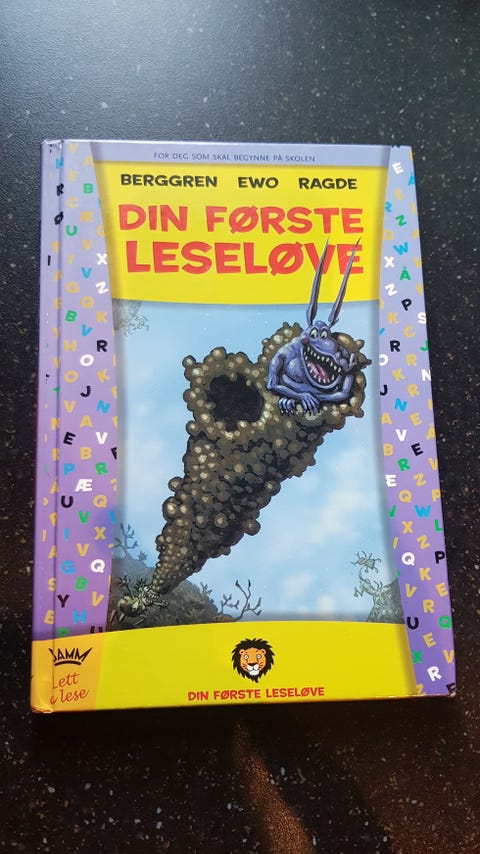 FOR DEG SOM SKAL BEGYNNE PÅ SKOLEN
BERGGREN EWO RAGDE
DIN FØRSTE
LESELØVE
DAMM
Lett
å lese
DIN FØRSTE LESELØVE